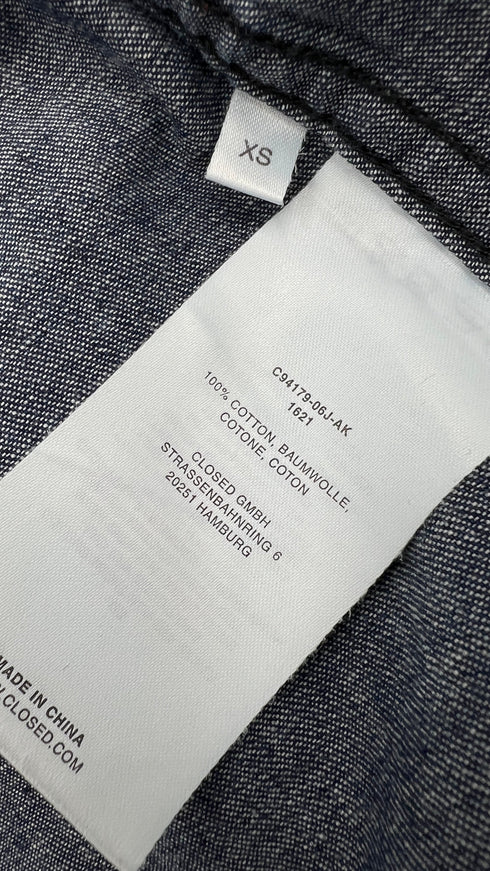 XS
C94179-06J-AK
1621
100% COTTON, BAUMWOLLE,
COTONE, COTON
CLOSED GMBH
STRASSENBAHNRING 6
20251 HAMBURG
MADE IN CHINA
.CLOSED.COM